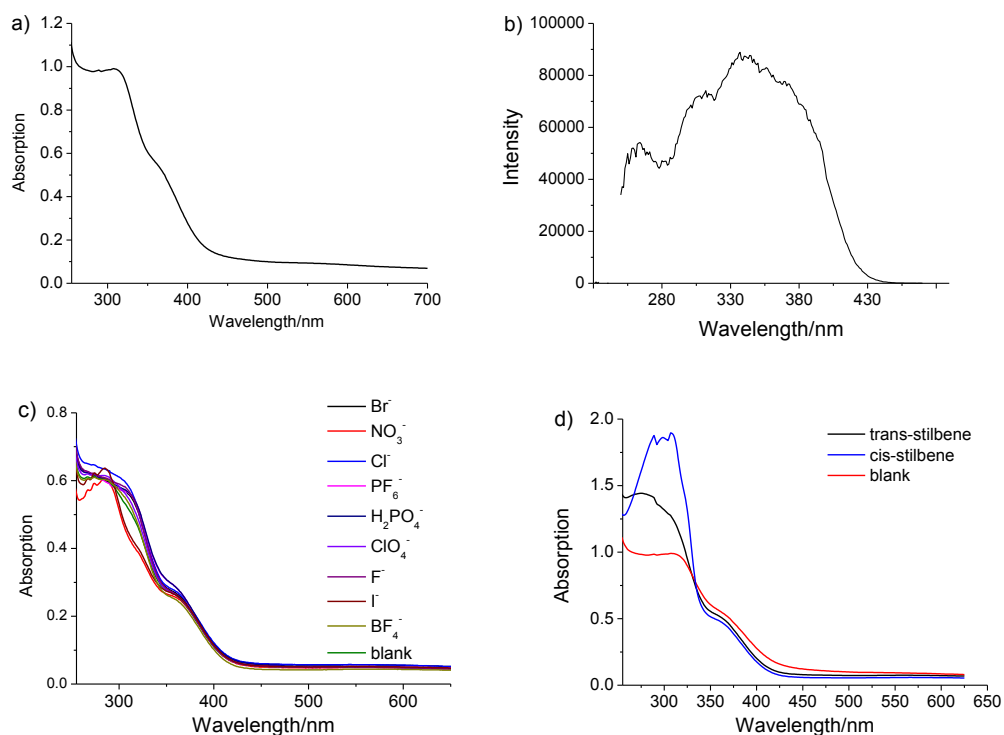 a)
1.2
1.0
0.8
0.6
0.4
0.2
0.0
Absorption
300
400
500
600
700
Wavelength/nm
b)
100000
80000
60000
40000
20000
0
Intensity
280
330
380
430
Wavelength/nm
c)
0.8
0.6
0.4
0.2
0.0
Absorption
300
400
500
600
Wavelength/nm
Br⁻
NO₃⁻
Cl⁻
PF₆⁻
H₂PO₄⁻
ClO₄⁻
F⁻
I⁻
BF₄⁻
blank
d)
2.0
1.5
1.0
0.5
0.0
Absorption
300
350
400
450
500
550
600
650
Wavelength/nm
trans-stilbene
cis-stilbene
blank